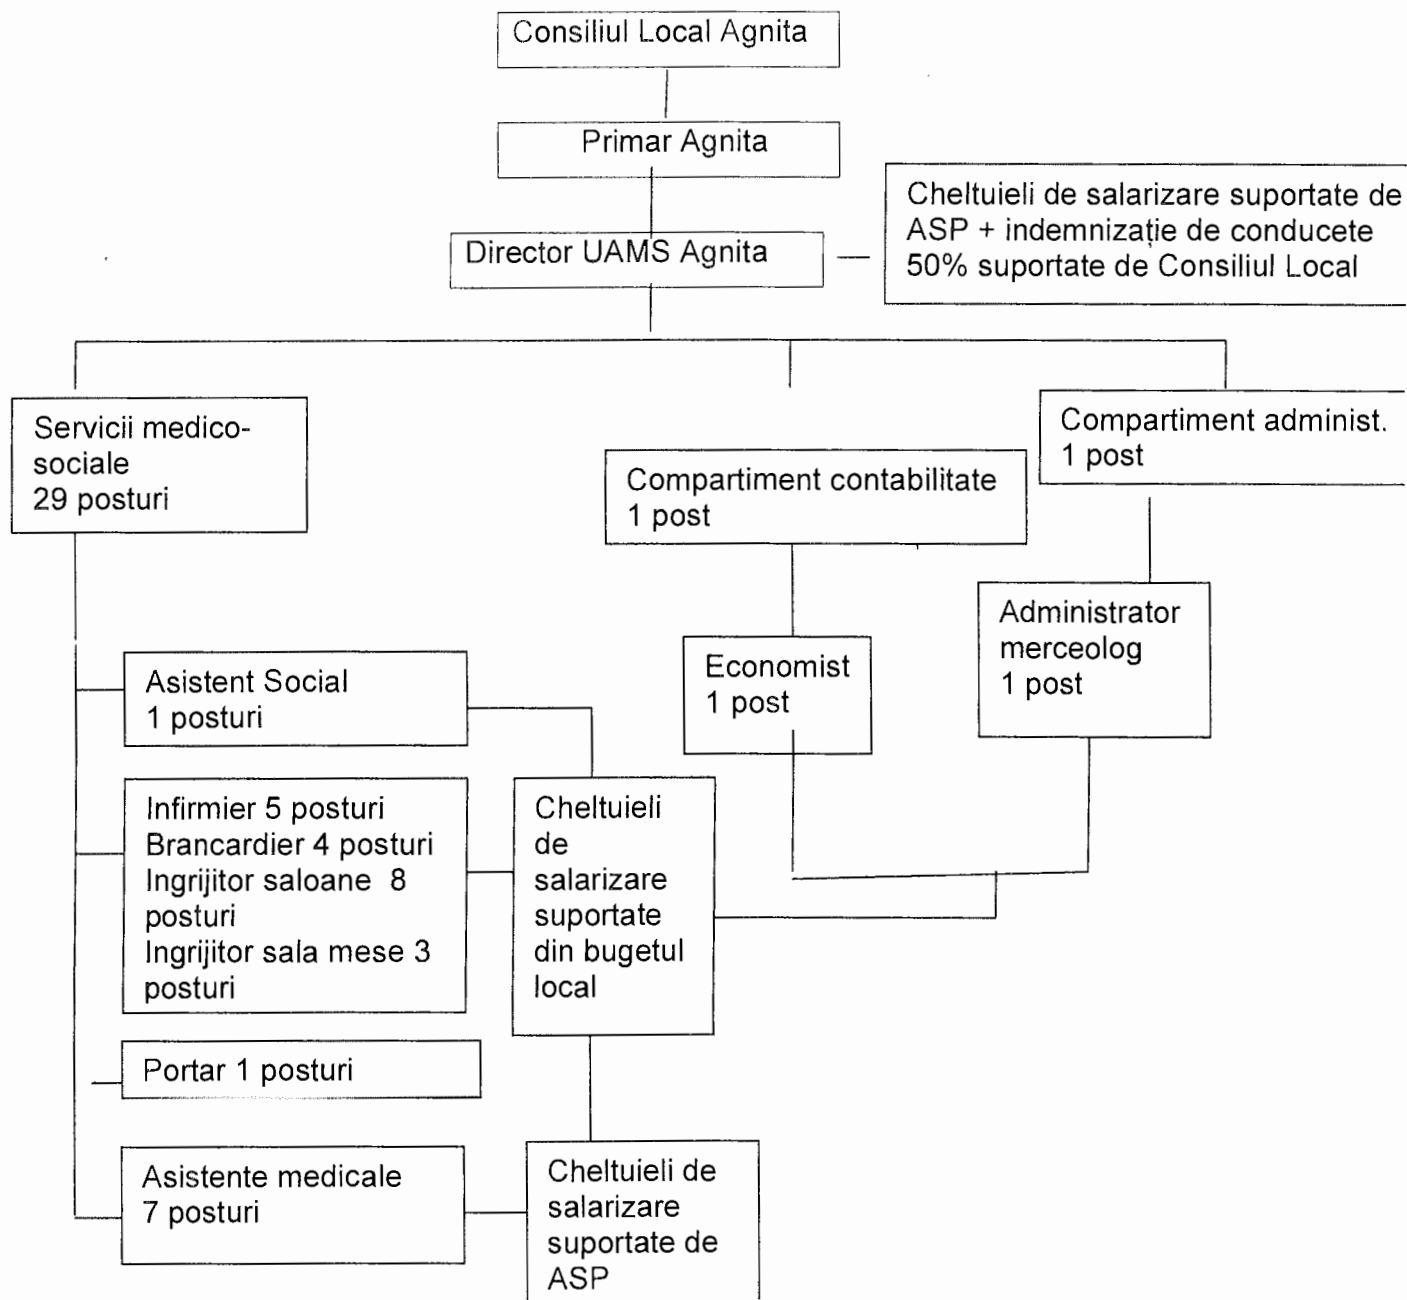 Consiliul Local Agnita
Primar Agnita
Director UAMS Agnita
Cheltuieli de salarizare suportate de
ASP + indemnizaţie de conducete
50% suportate de Consiliul Local
Servicii medico-
sociale
29 posturi
Compartiment contabilitate
1 post
Compartiment administ.
1 post
Economist
1 post
Administrator
merceolog
1 post
Asistent Social
1 posturi
Infirmier 5 posturi
Brancardier 4 posturi
Ingrijitor saloane 8
posturi
Ingrijitor sala mese 3
posturi
Cheltuieli
de
salarizare
suportate
din bugetul
local
Portar 1 posturi
Asistente medicale
7 posturi
Cheltuieli de
salarizare
suportate de
ASP